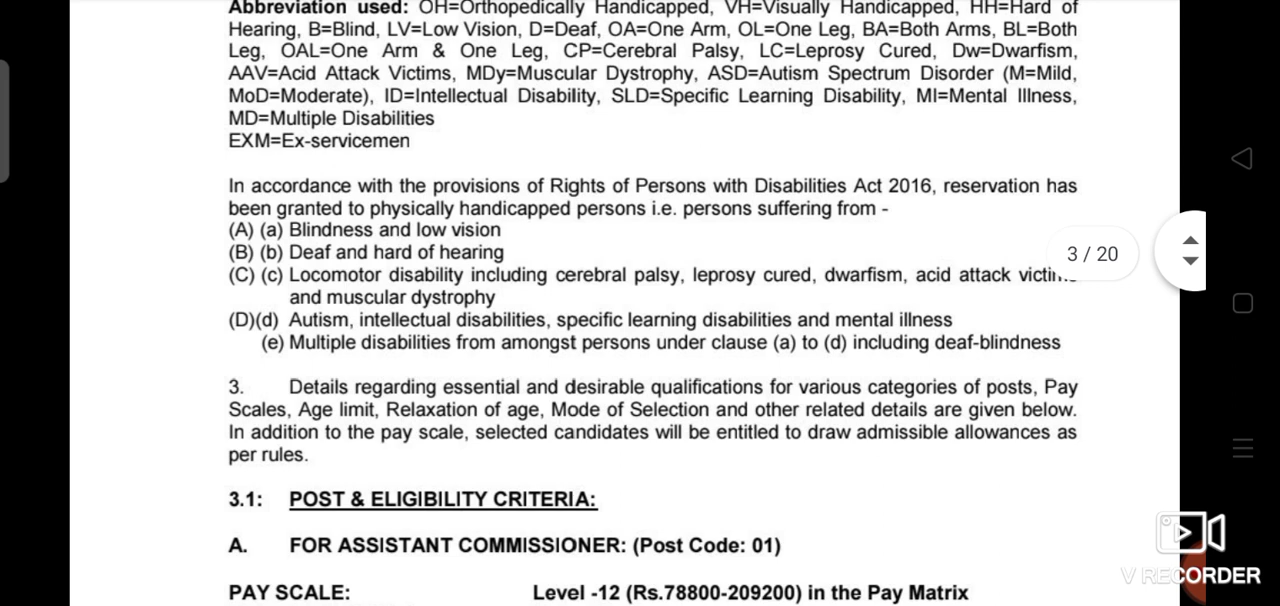 Abbreviation used: OH=Orthopedically Handicapped, VH=Visually Handicapped, HH=Hard of
Hearing, B=Blind, LV=Low Vision, D=Deaf, OA=One Arm, OL=One Leg, BA=Both Arms, BL=Both
Leg, OAL=One Arm & One Leg, CP=Cerebral Palsy, LC=Leprosy Cured, Dw=Dwarfism,
AAV=Acid Attack Victims, MDy=Muscular Dystrophy, ASD=Autism Spectrum Disorder (M=Mild,
MoD=Moderate), ID=Intellectual Disability, SLD=Specific Learning Disability, MI=Mental Illness,
MD=Multiple Disabilities
EXM=Ex-servicemen
In accordance with the provisions of Rights of Persons with Disabilities Act 2016, reservation has
been granted to physically handicapped persons i.e. persons suffering from -
(A) (a) Blindness and low vision
(B) (b) Deaf and hard of hearing
3 / 20
(C) (c) Locomotor disability including cerebral palsy, leprosy cured, dwarfism, acid attack
and muscular dystrophy
(D)(d) Autism, intellectual disabilities, specific learning disabilities and mental illness
(e) Multiple disabilities from amongst persons under clause (a) to (d) including deaf-blindness
3. Details regarding essential and desirable qualifications for various categories of posts, Pay
Scales, Age limit, Relaxation of age, Mode of Selection and other related details are given below.
In addition to the pay scale, selected candidates will be entitled to draw admissible allowances as
per rules.
3.1: POST & ELIGIBILITY CRITERIA:
A. FOR ASSISTANT COMMISSIONER: (Post Code: 01)
PAY SCALE: Level -12 (Rs.78800-209200) in the Pay Matrix
V RECORDER